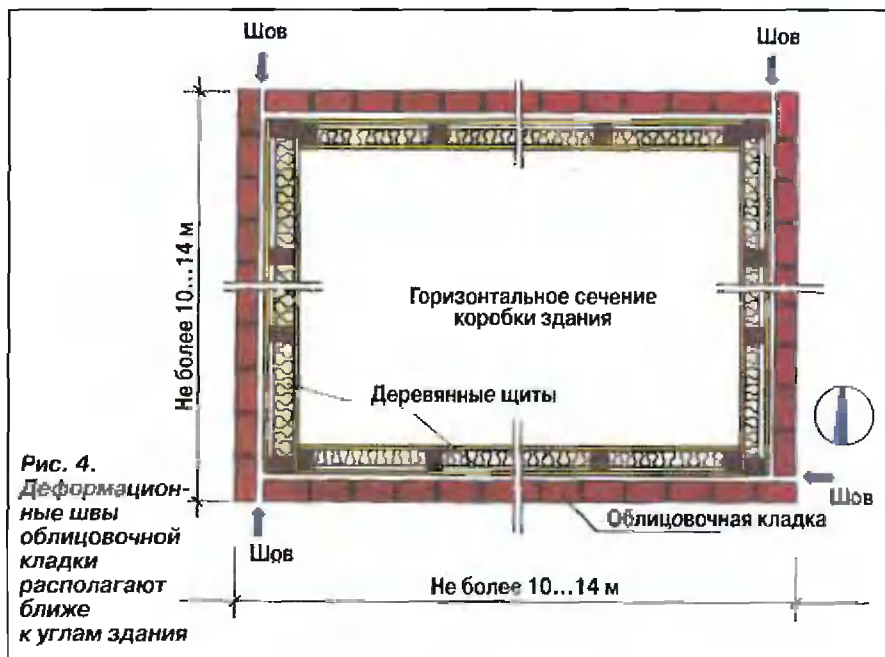 Шов
Шов
Не более 10...14 м
Горизонтальное сечение
коробки здания
Деревянные щиты
Рис. 4.
Деформацион-
ные швы
облицовочной
кладки
располагают
ближе
к углам здания
Шов
Облицовочная кладка
Шов
Не более 10...14 м